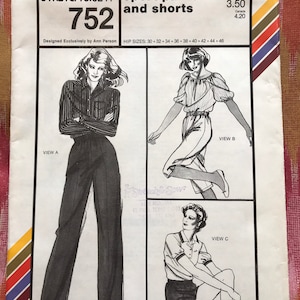 752
and shorts
3.50
4.20
Designed Exclusively by Ann Person
HIP SIZES: 30 • 32 • 34 • 36 • 38 • 40 • 42 • 44 • 46
VIEW A
VIEW B
VIEW C